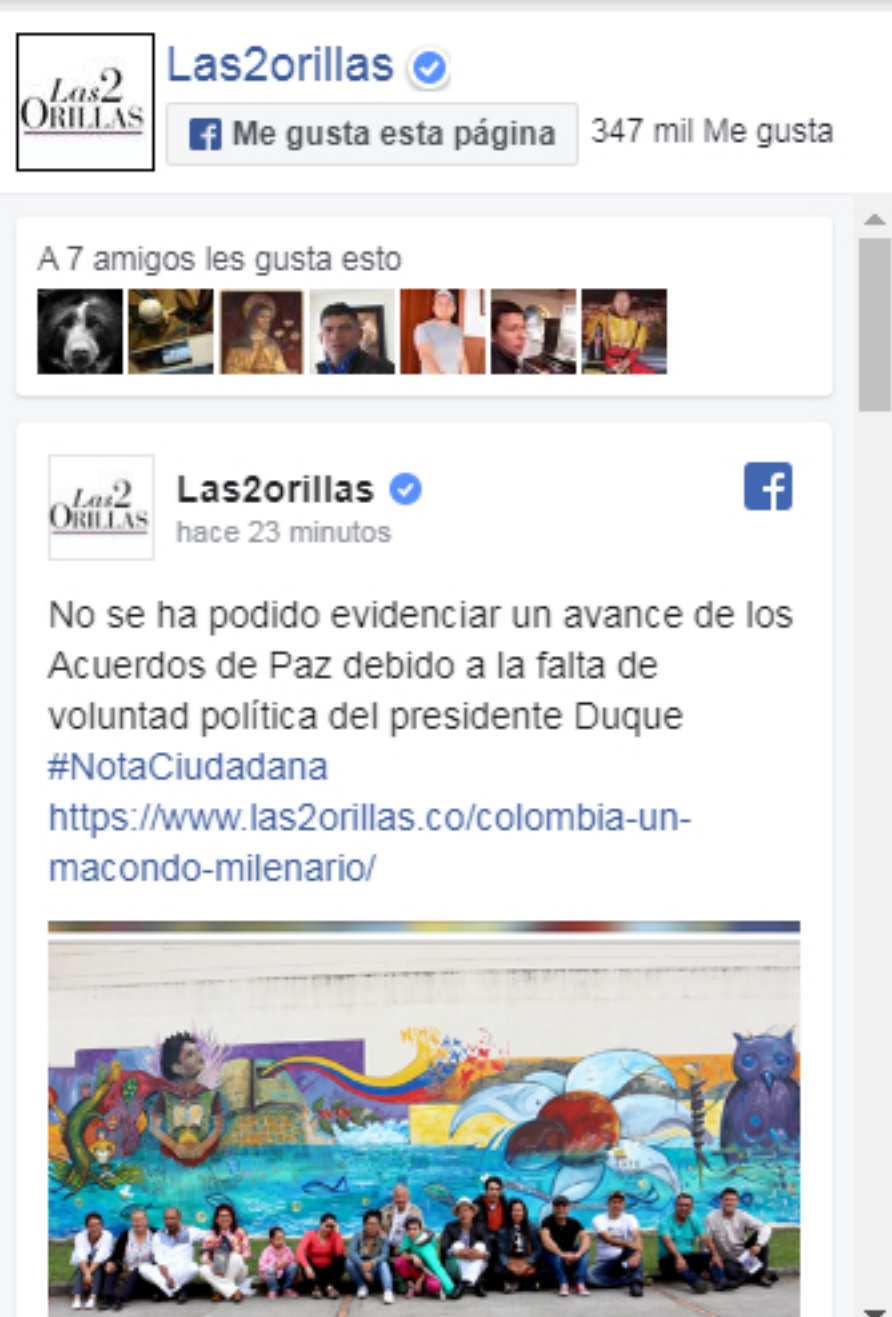 Las2
ORILLAS
Las2orillas
Me gusta esta página
347 mil Me gusta
A 7 amigos les gusta esto
Las2
ORILLAS
Las2orillas
hace 23 minutos
No se ha podido evidenciar un avance de los
Acuerdos de Paz debido a la falta de
voluntad política del presidente Duque
#NotaCiudadana
https://www.las2orillas.co/colombia-un-
macondo-milenario/